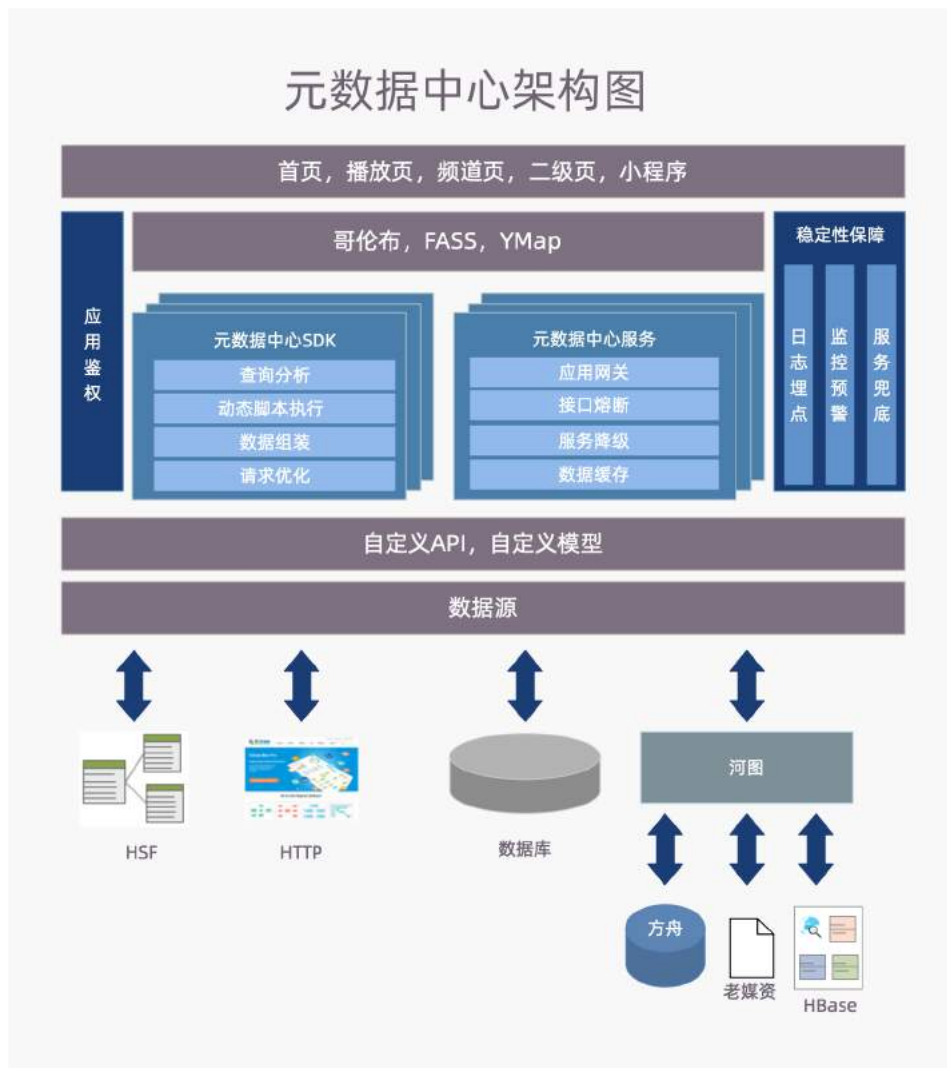 元数据中心架构图
首页，播放页，频道页，二级页，小程序
应用鉴权
哥伦布，FASS，YMap
稳定性保障
元数据中心SDK
查询分析
动态脚本执行
数据组装
请求优化
元数据中心服务
应用网关
接口熔断
服务降级
数据缓存
日志埋点
监控预警
服务兜底
自定义API，自定义模型
数据源
HSF
HTTP
数据库
河图
方舟
老媒资
HBase